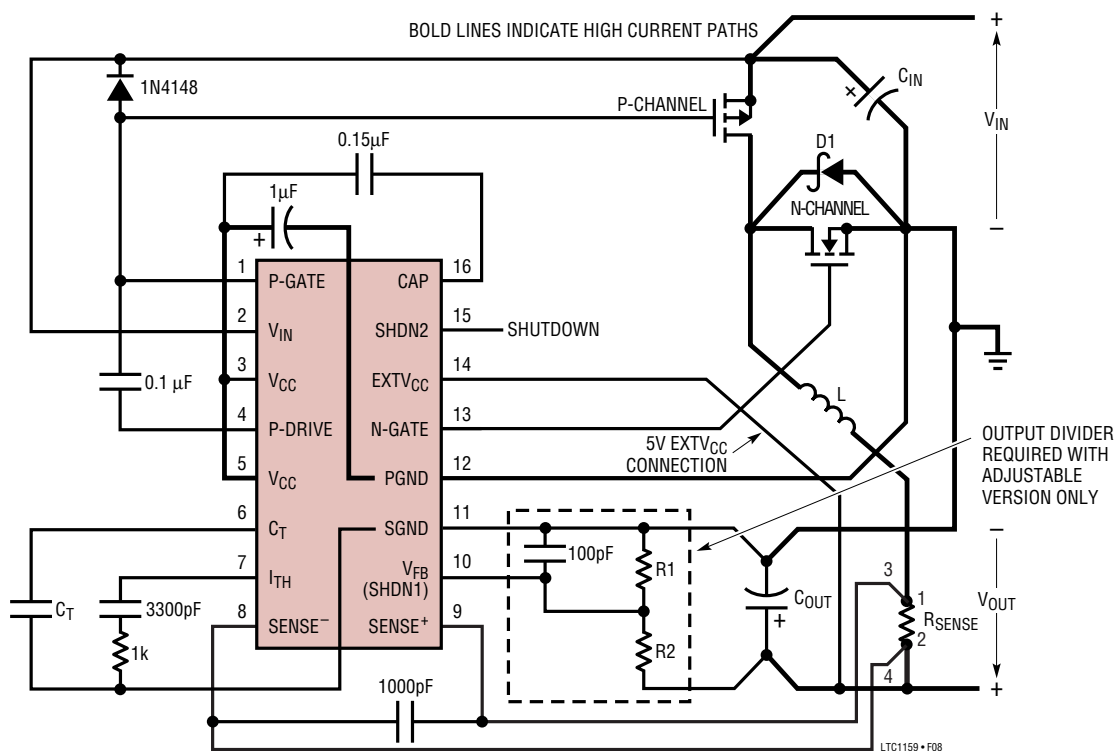 BOLD LINES INDICATE HIGH CURRENT PATHS
+
1N4148
P-CHANNEL
+
C_IN
V_IN
0.15µF
D1
1µF
+
N-CHANNEL
−
1
P-GATE
CAP
16
2
V_IN
SHDN2
15
SHUTDOWN
3
V_CC
EXTV_CC
14
0.1 µF
4
P-DRIVE
N-GATE
13
L
5V EXTV_CC
CONNECTION
OUTPUT DIVIDER
REQUIRED WITH
ADJUSTABLE
VERSION ONLY
5
V_CC
PGND
12
6
C_T
SGND
11
−
100pF
R1
7
I_TH
V_FB
(SHDN1)
10
C_T
3300pF
8
SENSE−
SENSE+
9
1k
R2
C_OUT
+
3
1
R_SENSE
2
4
V_OUT
+
1000pF
LTC1159 • F08